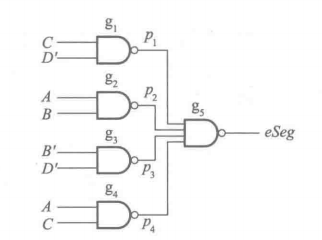 C g₁ p₁
D'
g₂
A p₂ g₅
B eSeg
B' g₃
D' p₃
g₄
A
C p₄